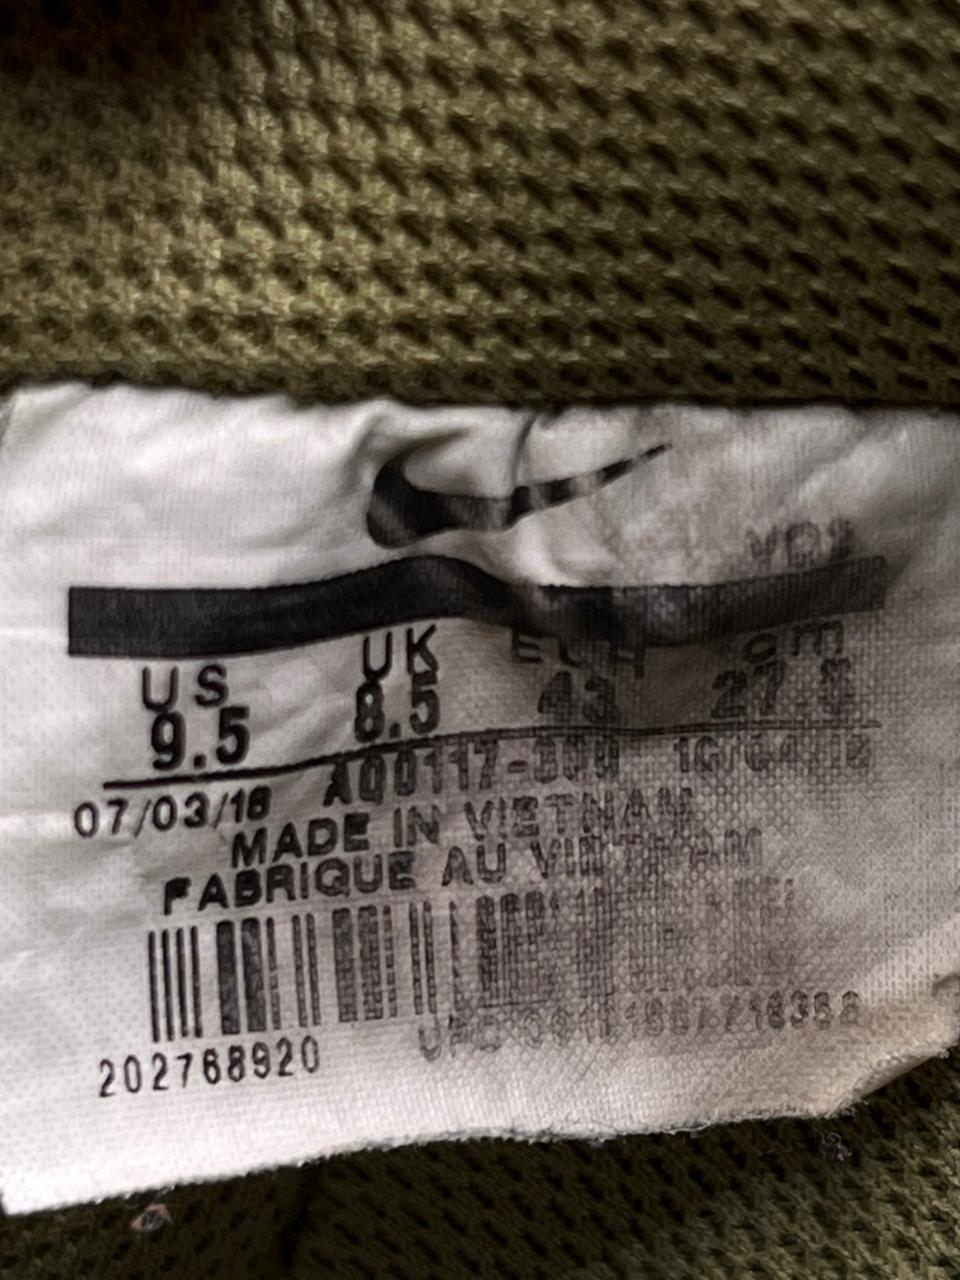 US UK EUR cm
9.5 8.5 43 27.5
07/03/18
MADE IN VIETNAM
FABRIQUE AU VIETNAM
202768920